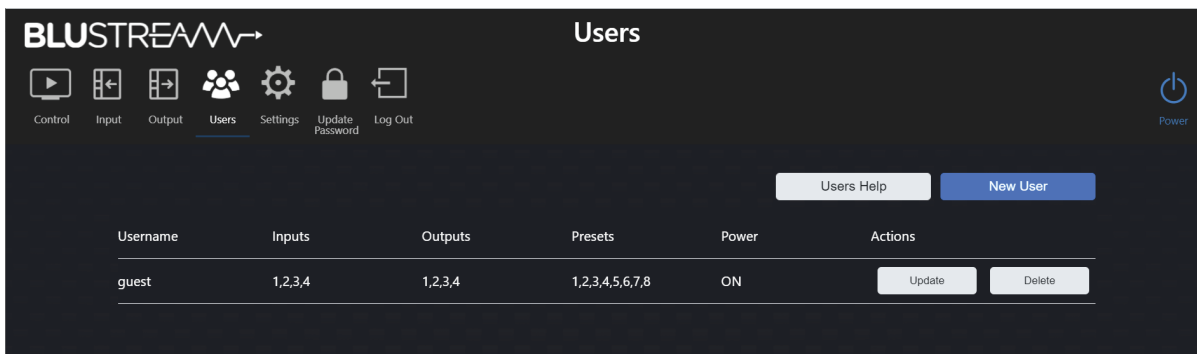 BLUSTREAM
Users
Control
Input
Output
Users
Settings
Update
Password
Log Out
Power
Users Help
New User
Username Inputs Outputs Presets Power Actions
guest 1,2,3,4 1,2,3,4 1,2,3,4,5,6,7,8 ON Update Delete